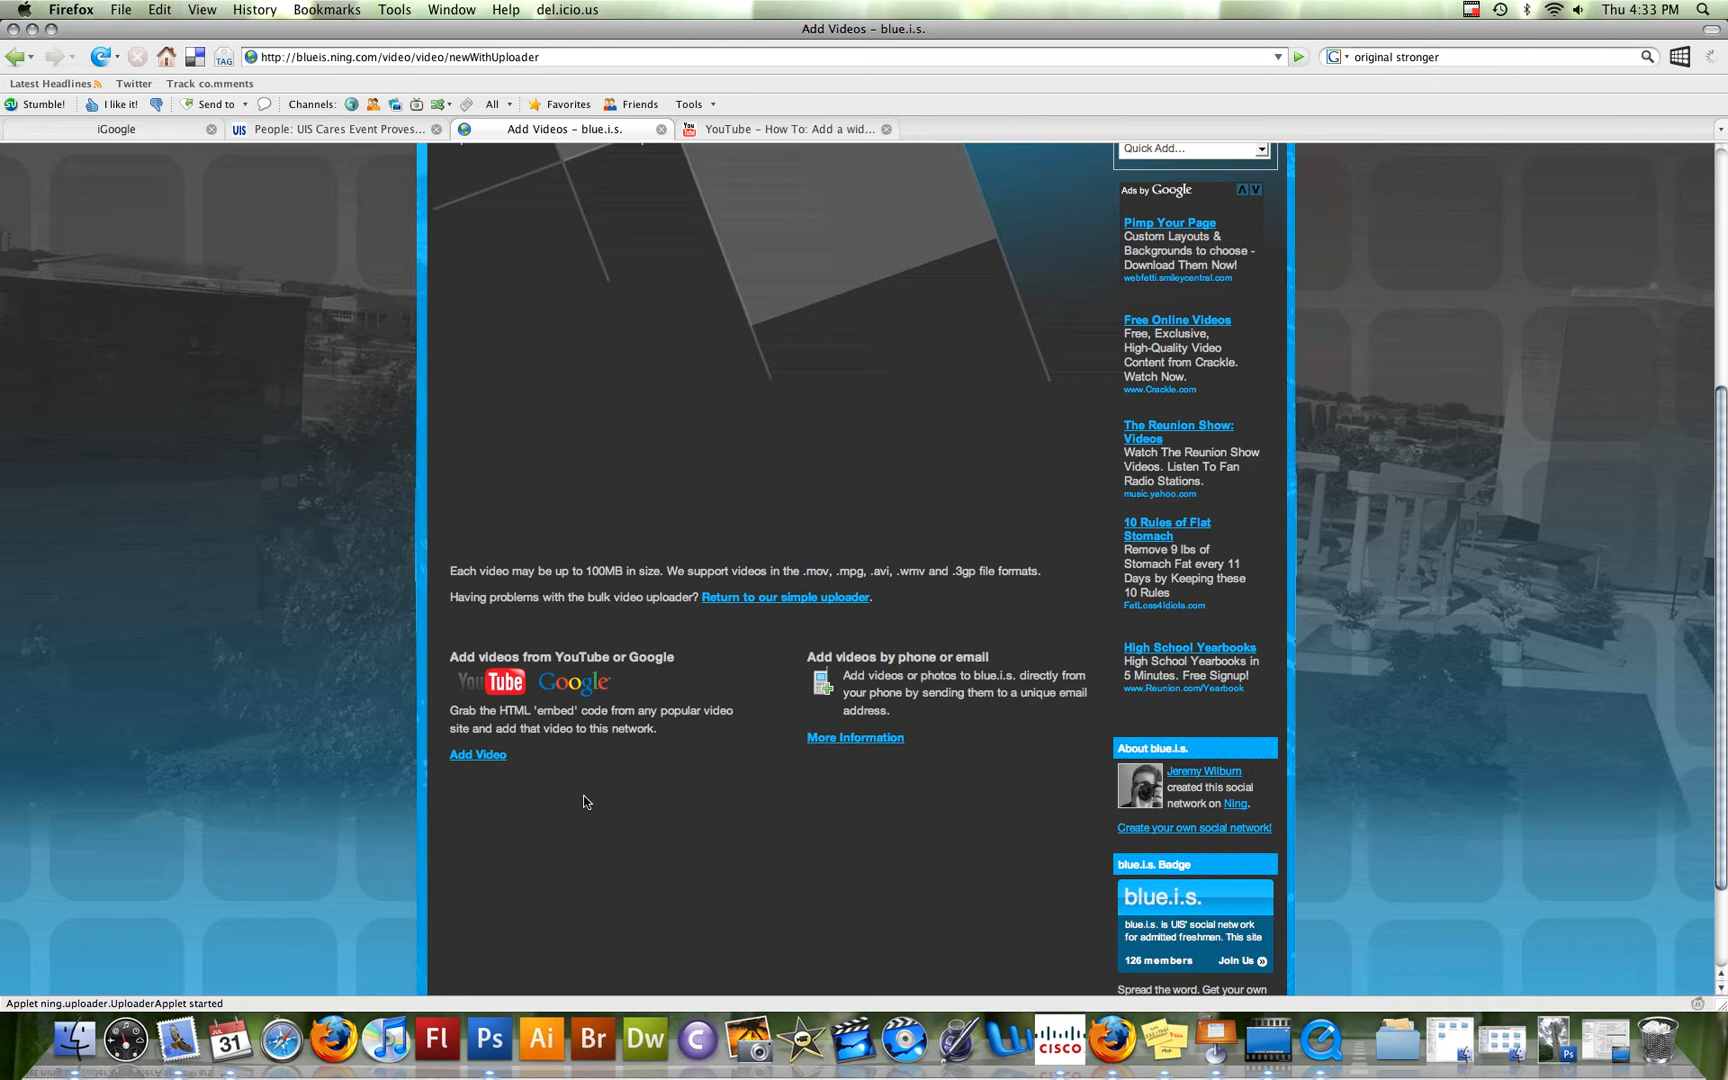 Firefox File Edit View History Bookmarks Tools Window Help del.icio.us Thu 4:33 PM
Add Videos – blue.i.s.
TAG http://blueis.ning.com/video/video/newWithUploader G original stronger
Latest Headlines Twitter Track comments
Stumble! I like it! Send to Channels: All Favorites Friends Tools
iGoogle UIS People: UIS Cares Event Proves... Add Videos – blue.i.s. You Tube YouTube – How To: Add a wid...
Quick Add...
Ads by Google
Pimp Your Page
Custom Layouts &
Backgrounds to choose -
Download Them Now!
webfetti.smileycentral.com
Free Online Videos
Free, Exclusive,
High-Quality Video
Content from Crackle.
Watch Now.
www.Crackle.com
The Reunion Show:
Videos
Watch The Reunion Show
Videos. Listen To Fan
Radio Stations.
music.yahoo.com
10 Rules of Flat
Stomach
Remove 9 lbs of
Stomach Fat every 11
Days by Keeping these
10 Rules
FatLoss4Idiots.com
High School Yearbooks
High School Yearbooks in
5 Minutes. Free Signup!
www.Reunion.com/Yearbook
Each video may be up to 100MB in size. We support videos in the .mov, .mpg, .avi, .wmv and .3gp file formats.
Having problems with the bulk video uploader? Return to our simple uploader.
Add videos from YouTube or Google
YouTube Google
Grab the HTML 'embed' code from any popular video
site and add that video to this network.
Add Video
Add videos by phone or email
Add videos or photos to blue.i.s. directly from
your phone by sending them to a unique email
address.
More Information
About blue.i.s.
Jeremy Wilburn
created this social
network on Ning.
Create your own social network!
blue.i.s. Badge
blue.i.s.
blue.i.s. is UIS' social network
for admitted freshmen. This site
126 members Join Us
Spread the word. Get your own
Applet ning.uploader.UploaderApplet started
JUL 31 Fl Ps Ai Br Dw C CISCO Ps